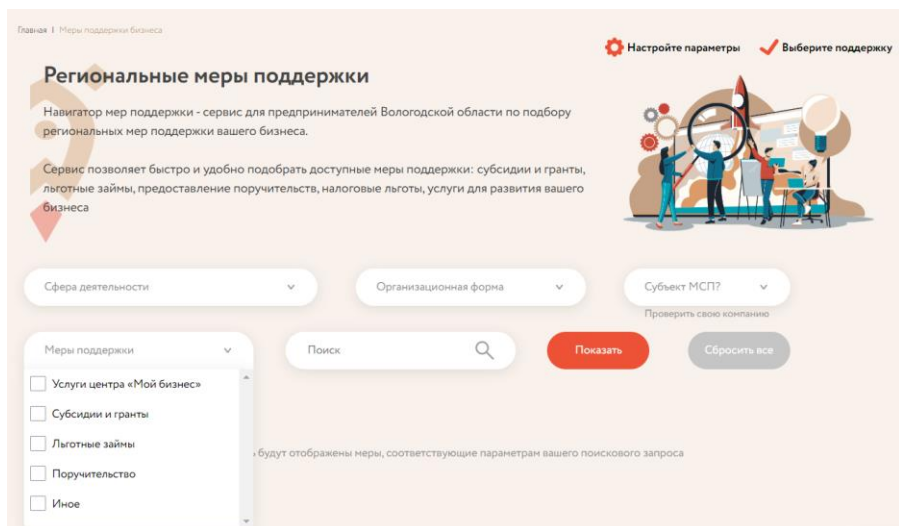 Главная | Меры поддержки бизнеса
Настройте параметры
Выберите поддержку
Региональные меры поддержки
Навигатор мер поддержки - сервис для предпринимателей Вологодской области по подбору
региональных мер поддержки вашего бизнеса.
Сервис позволяет быстро и удобно подобрать доступные меры поддержки: субсидии и гранты,
льготные займы, предоставление поручительств, налоговые льготы, услуги для развития вашего
бизнеса
Сфера деятельности
Организационная форма
Субъект МСП?
Проверить свою компанию
Меры поддержки
Поиск
Показать
Сбросить все
Услуги центра «Мой бизнес»
Субсидии и гранты
Льготные займы
будут отображены меры, соответствующие параметрам вашего поискового запроса
Поручительство
Иное